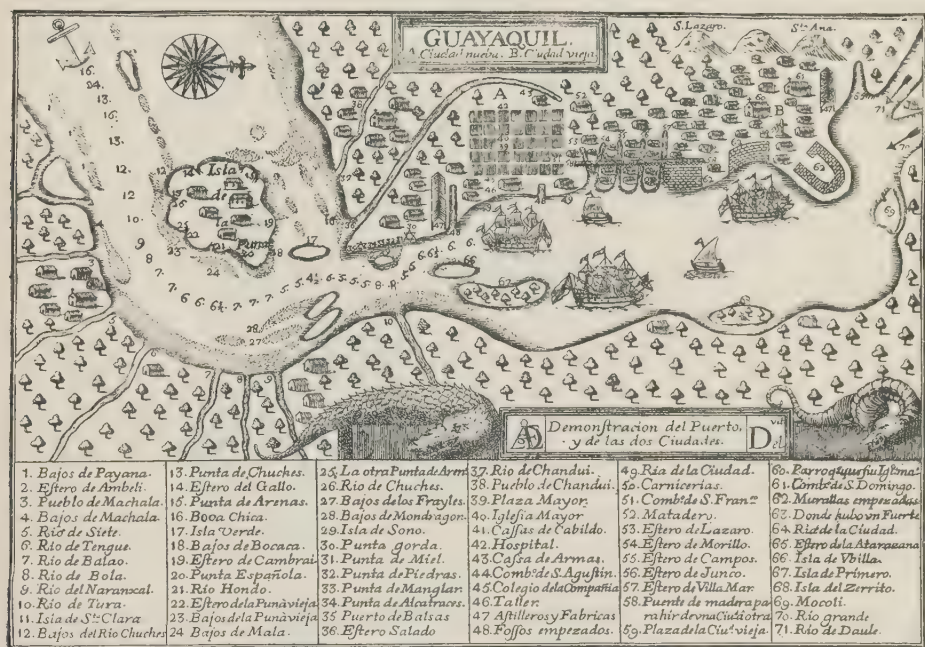 GUAYAQUIL.
A. Ciudad nueba. B. Ciudad vieja.
S. Lazaro.
Sta. Ana.
A
B
Isla
de
la
Puna
Demonstracion del Puerto,
y de las dos Ciudades.
1. Bajos de Payana.
2. Estero de Ambeli.
3. Pueblo de Machala.
4. Bajos de Machala.
5. Rio de Siete.
6. Rio de Tengue.
7. Rio de Balao.
8. Rio de Bola.
9. Rio del Naranxal.
10. Rio de Tura.
11. Isla de Sta. Clara
12. Bajos del Rio Chuches
13. Punta de Chuches.
14. Estero del Gallo.
15. Punta de Arenas.
16. Boca Chica.
17. Isla Verde.
18. Bajos de Bocaca.
19. Estero de Cambrai
20. Punta Española.
21. Rio Hondo.
22. Estero de la Puná vieja
23. Bajos de la Puná vieja
24 Bajos de Mala.
25. La otra Punta de Aren
26. Rio de Chuches.
27. Bajos de los Frayles.
28. Bajos de Mondragon.
29. Isla de Sono.
30. Punta gorda.
31. Punta de Miel.
32. Punta de Piedras.
33. Punta de Manglar.
34. Punta de Alcatraces.
35 Puerto de Balsas
36. Estero Salado
37. Rio de Chandui.
38. Pueblo de Chandui.
39. Plaza Mayor.
40. Iglesia Mayor
41. Cassas de Cabildo.
42. Hospital.
43. Cassa de Armas.
44. Combto. de S. Agustin.
45. Colegio de la Compañia
46. Taller.
47 Astilleros y Fabricas
48. Fossos empezados.
49. Ria de la Ciudad.
50. Carnicerias.
51. Combto. de S. Franco.
52. Matadero.
53. Estero de Lazaro.
54. Estero de Morillo.
55. Estero de Campos.
56. Estero de Junco.
57. Estero de Villa Mar.
58. Puente de madera pa
ra hir de vna Ciud. a otra
59. Plaza de la Ciud. vieja.
60. Parroq
61. Combto. de S. Domingo.
62. Murallas empezadas
63. Donde hubo vn Fuerte
64. Ria de la Ciudad.
65. Estero de la Atarazana
66. Isla de Vbilla
67. Isla de Primero.
68. Isla del Zerrito.
69. Mocoli.
70. Rio grande
71. Rio de Daule.